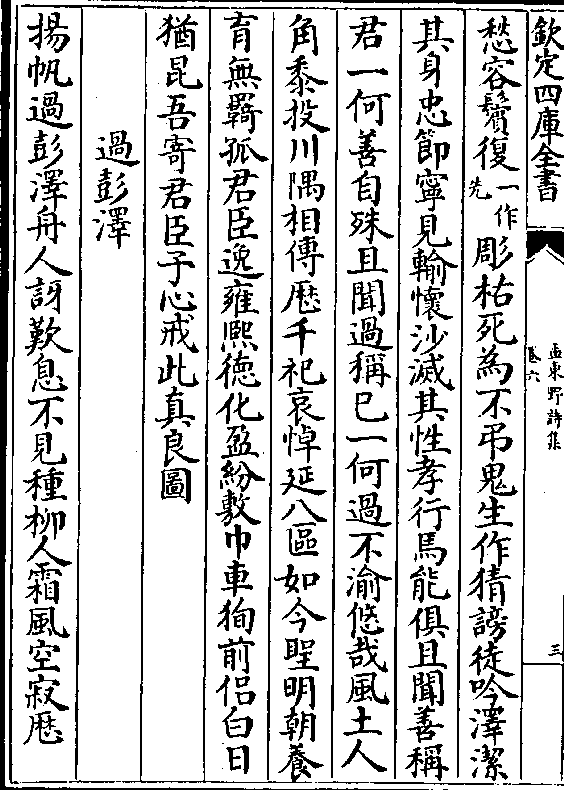 欽定四庫全書
孟東野詩集
卷六
三
愁容鬢復一作先彫枯死為不弔鬼生作猜謗徒吟澤潔
其身忠節寧見輸懷沙滅其性孝行焉能俱且聞善稱
君一何善自殊且聞過稱已一何過不渝悠哉風土人
角黍投川隅相傳歴千祀哀悼延八區如今聖明朝養
育無羇孤君臣逸雍熈德化盈紛敷巾車徇前侣白日
猶昆吾寄君臣子心戒此真良圖
過彭澤
揚帆過彭澤舟人訝歎息不見種柳人霜風空寂歴